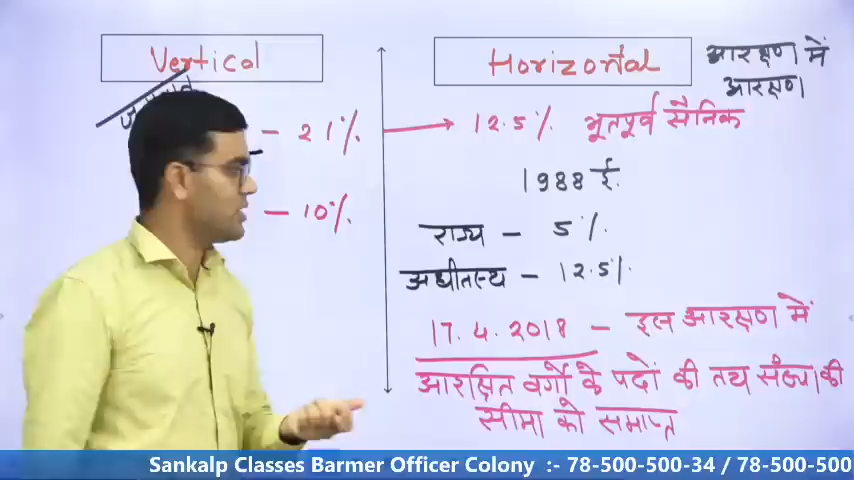 Vertical
- 21%
- 10%
Horizontal
आरक्षण में
आरक्षण
12.5% भूतपूर्व सैनिक
1988 ई.
राज्य - 5%
अधीनस्थ - 12.5%
17.4.2018 - इस आरक्षण में
आरक्षित वर्गो के पदों की तय संख्या की
सीमा को समाप्त
Sankalp Classes Barmer Officer Colony :- 78-500-500-34 / 78-500-500